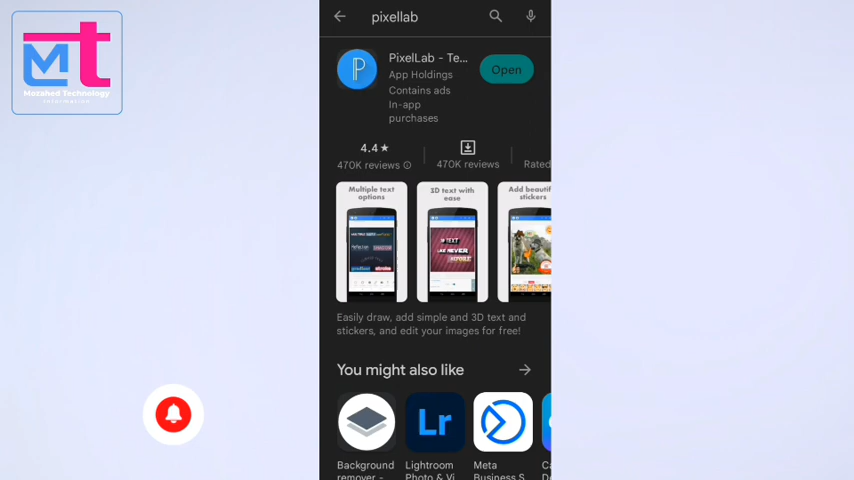 pixellab
PixelLab - Te...
App Holdings
Contains ads
In-app
purchases
Open
4.4★
470K reviews
470K reviews
Rated
Multiple text
options
3D text with
ease
Add beautif
stickers
Easily draw, add simple and 3D text and
stickers, and edit your images for free!
You might also like
Lr
Background
remover -
Lightroom
Photo & Vi
Meta
Business S
mt
Mozahed Technology
information